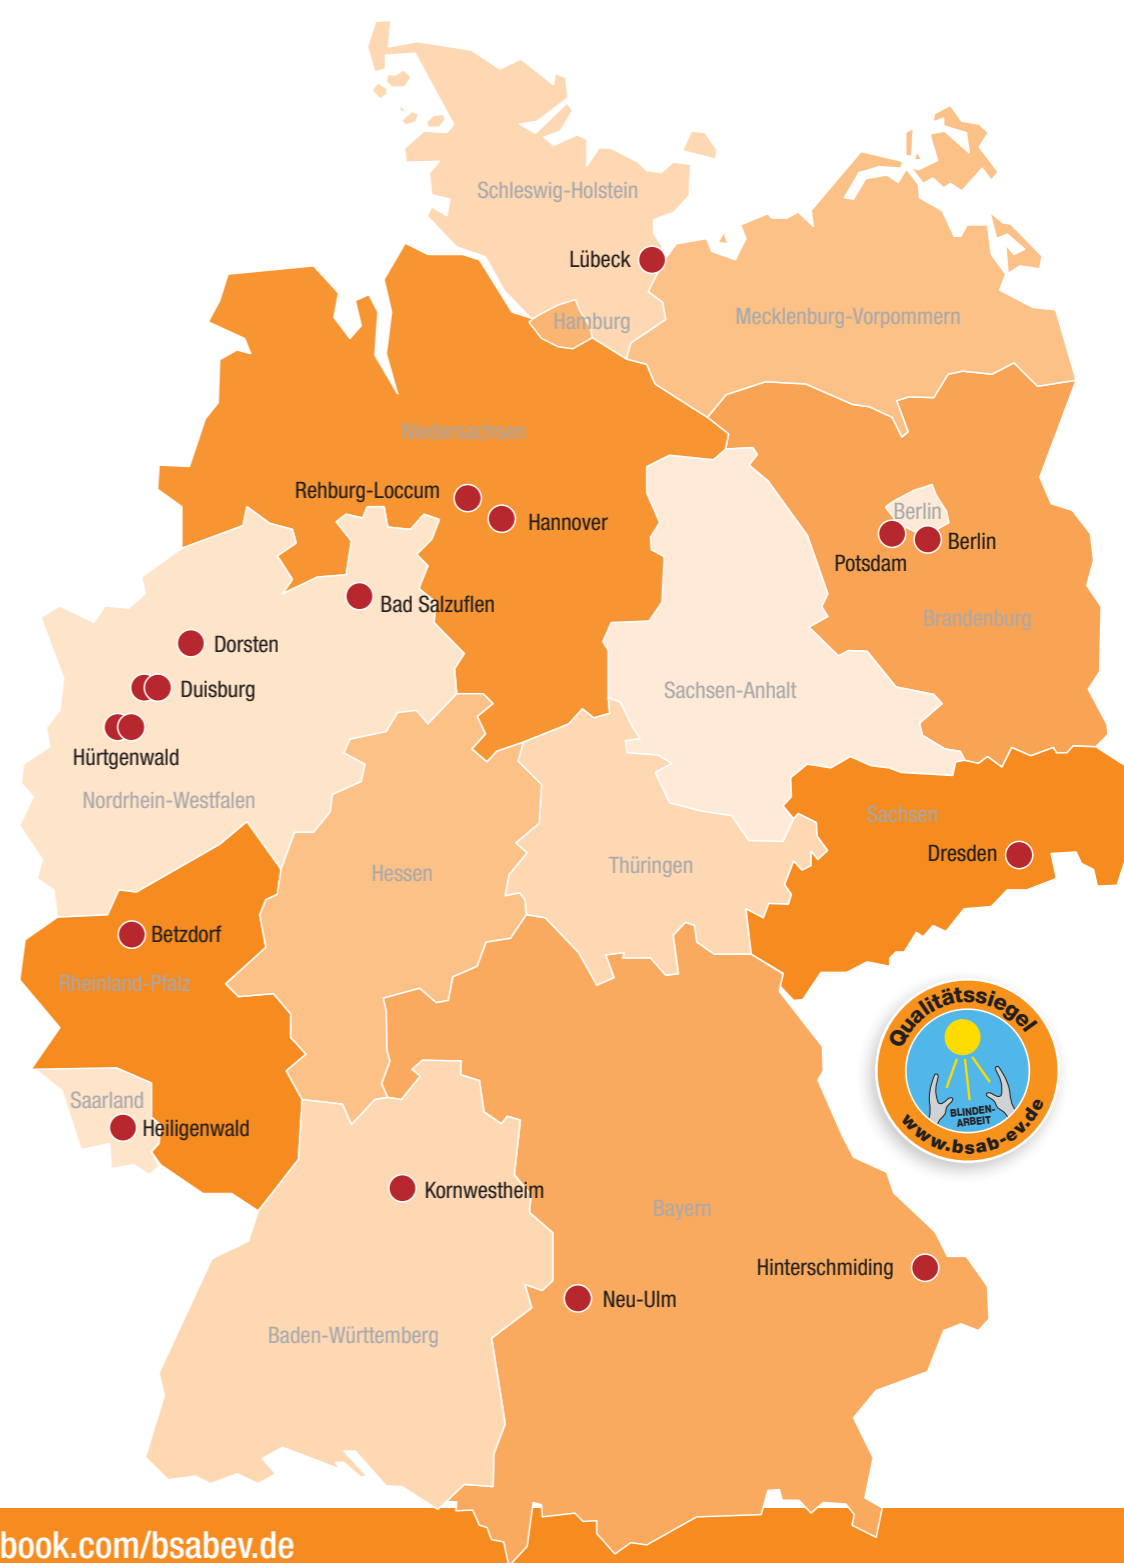 Schleswig-Holstein
Lübeck
Hamburg
Mecklenburg-Vorpommern
Niedersachsen
Rehburg-Loccum
Hannover
Berlin
Berlin
Potsdam
Bad Salzuflen
Brandenburg
Dorsten
Duisburg
Sachsen-Anhalt
Hürtgenwald
Nordrhein-Westfalen
Sachsen
Dresden
Hessen
Thüringen
Betzdorf
Rheinland-Pfalz
Qualitätssiegel
BLINDEN-
ARBEIT
www.bsab-ev.de
Saarland
Heiligenwald
Kornwestheim
Bayern
Hinterschmiding
Neu-Ulm
Baden-Württemberg
book.com/bsabev.de